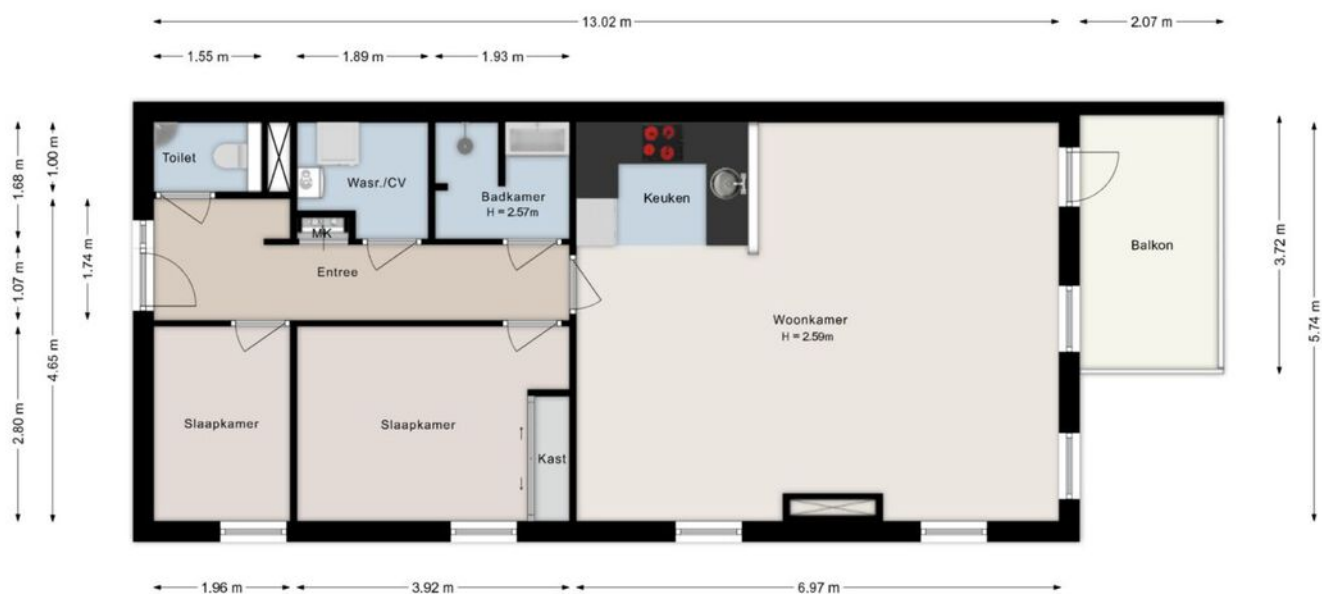 13.02 m
2.07 m
1.55 m
1.89 m
1.93 m
Toilet
Wasr./CV
Badkamer
H = 2.57m
Keuken
MK
Entree
Balkon
Woonkamer
H = 2.59m
Slaapkamer
Slaapkamer
Kast
1.68 m
1.00 m
1.07 m
1.74 m
4.65 m
2.80 m
3.72 m
5.74 m
1.96 m
3.92 m
6.97 m